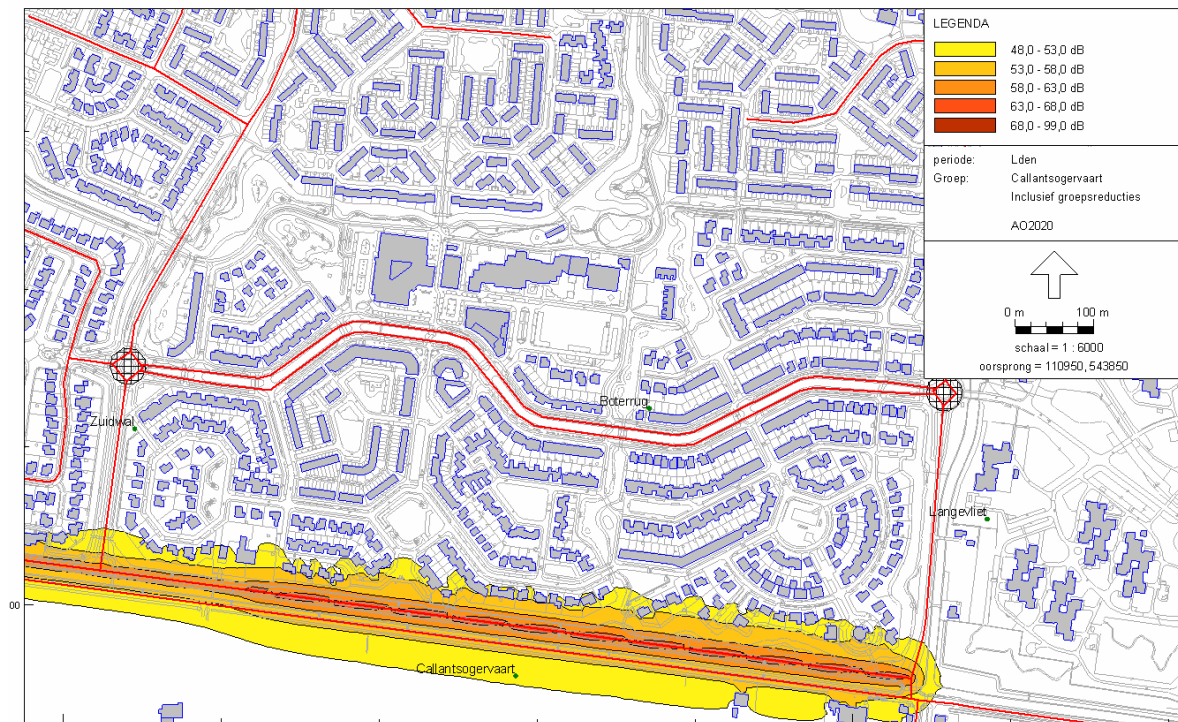 LEGENDA
48,0 - 53,0 dB
53,0 - 58,0 dB
58,0 - 63,0 dB
63,0 - 68,0 dB
68,0 - 99,0 dB
periode: Lden
Groep: Callantsogervaart
Inclusief groepsreducties
AO2020
0 m 100 m
schaal = 1 : 6000
oorsprong = 110950, 543850
Boterrug
Zuidwal
Langevliet
00
Callantsogervaart